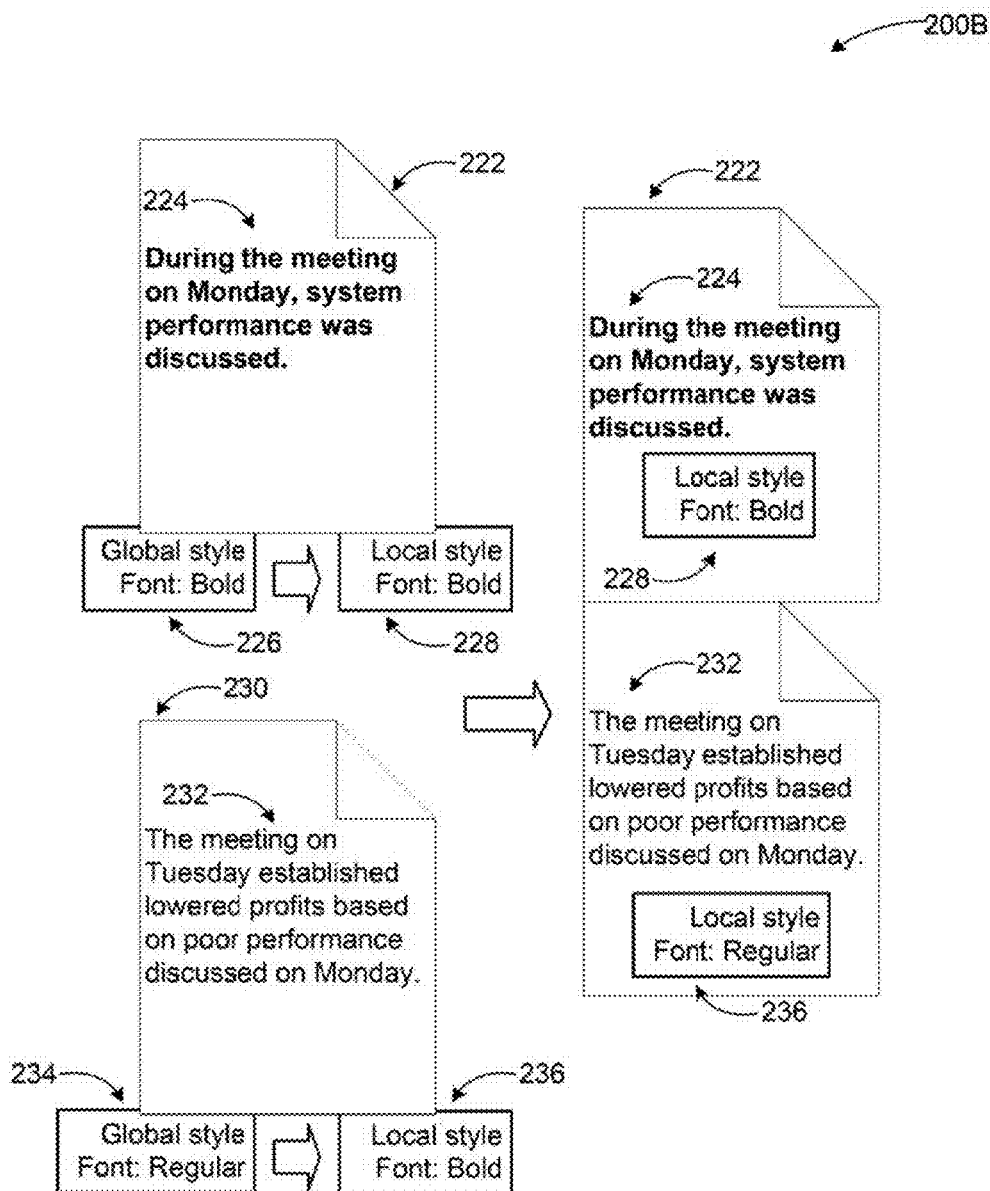 200B
222
224
During the meeting
on Monday, system
performance was
discussed.
Global style
Font: Bold
Local style
Font: Bold
226
228
230
232
The meeting on
Tuesday established
lowered profits based
on poor performance
discussed on Monday.
234
236
Global style
Font: Regular
Local style
Font: Bold
222
224
During the meeting
on Monday, system
performance was
discussed.
Local style
Font: Bold
228
232
The meeting on
Tuesday established
lowered profits based
on poor performance
discussed on Monday.
Local style
Font: Regular
236